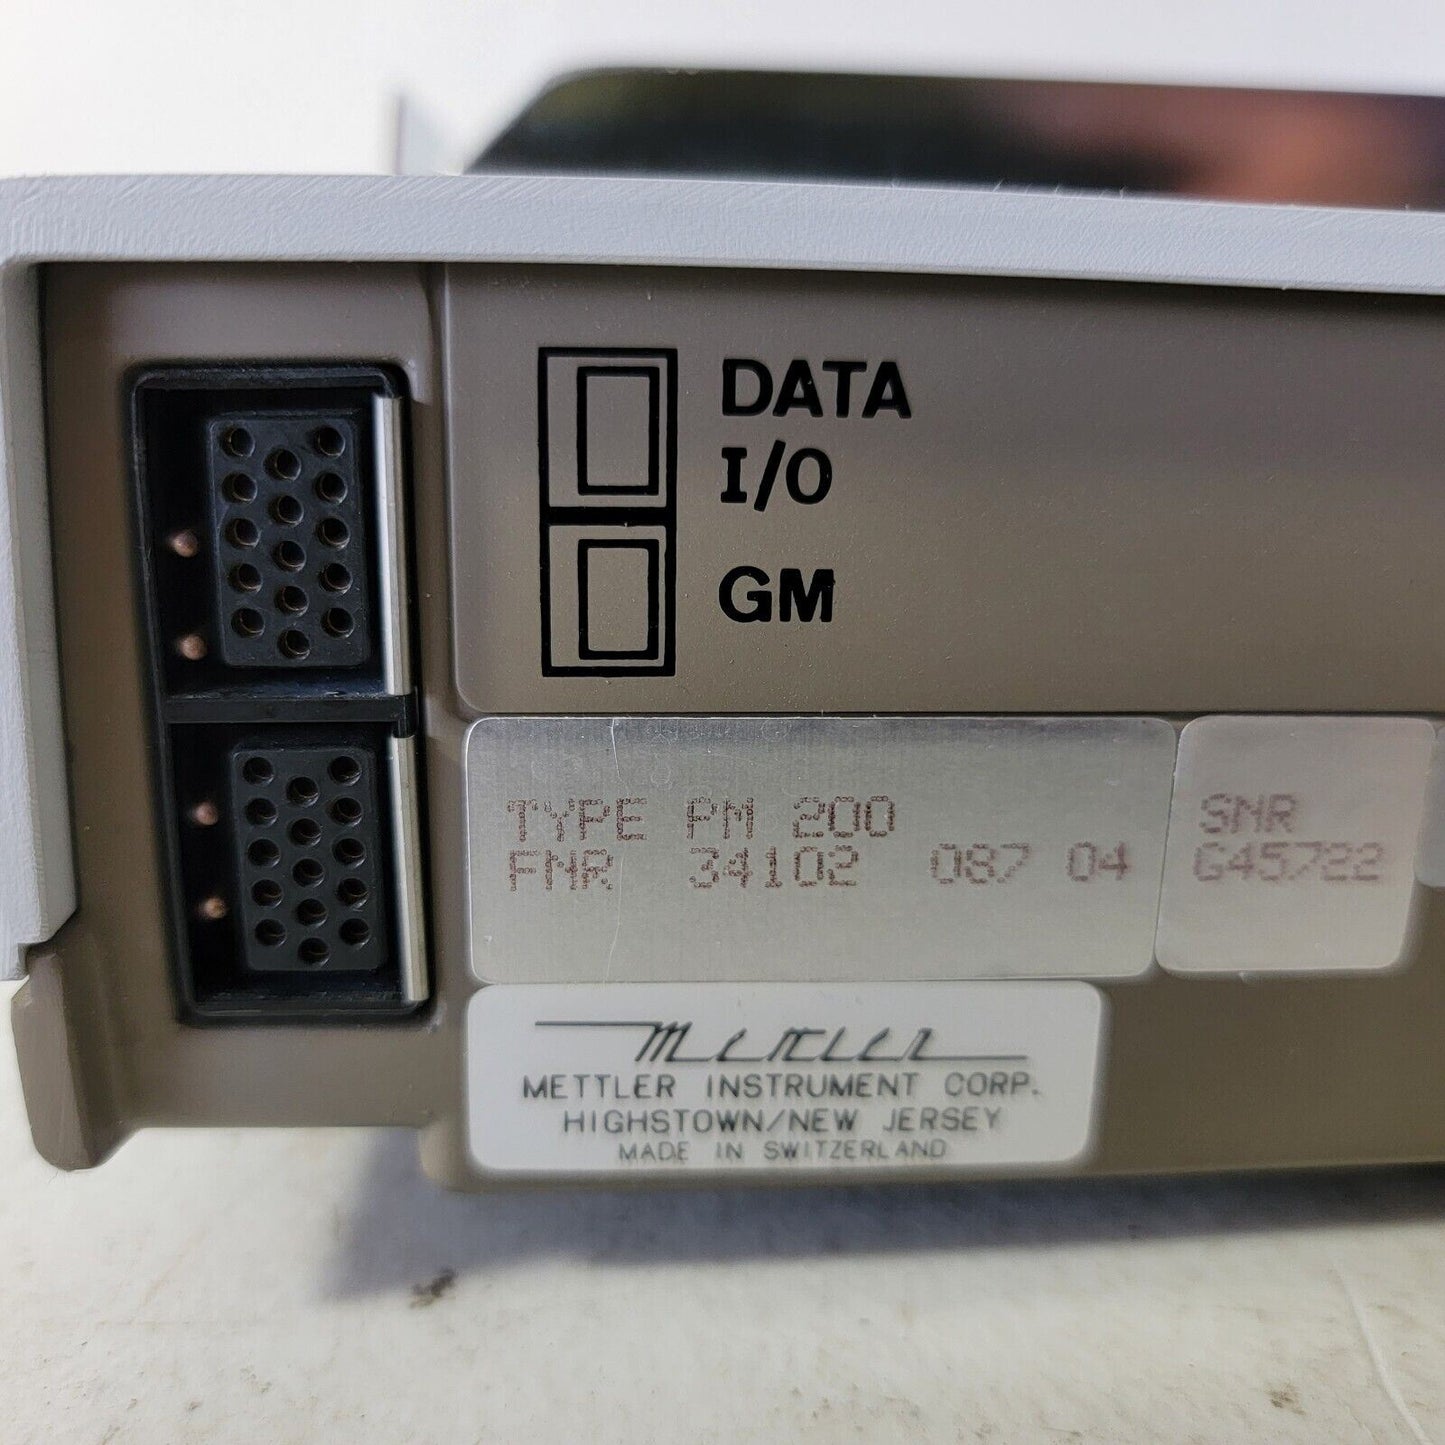 DATA
I/O
GM
TYPE PM 200
FNR 34102 087 04
SNR
G45722
Mettler
METTLER INSTRUMENT CORP.
HIGHSTOWN/NEW JERSEY
MADE IN SWITZERLAND